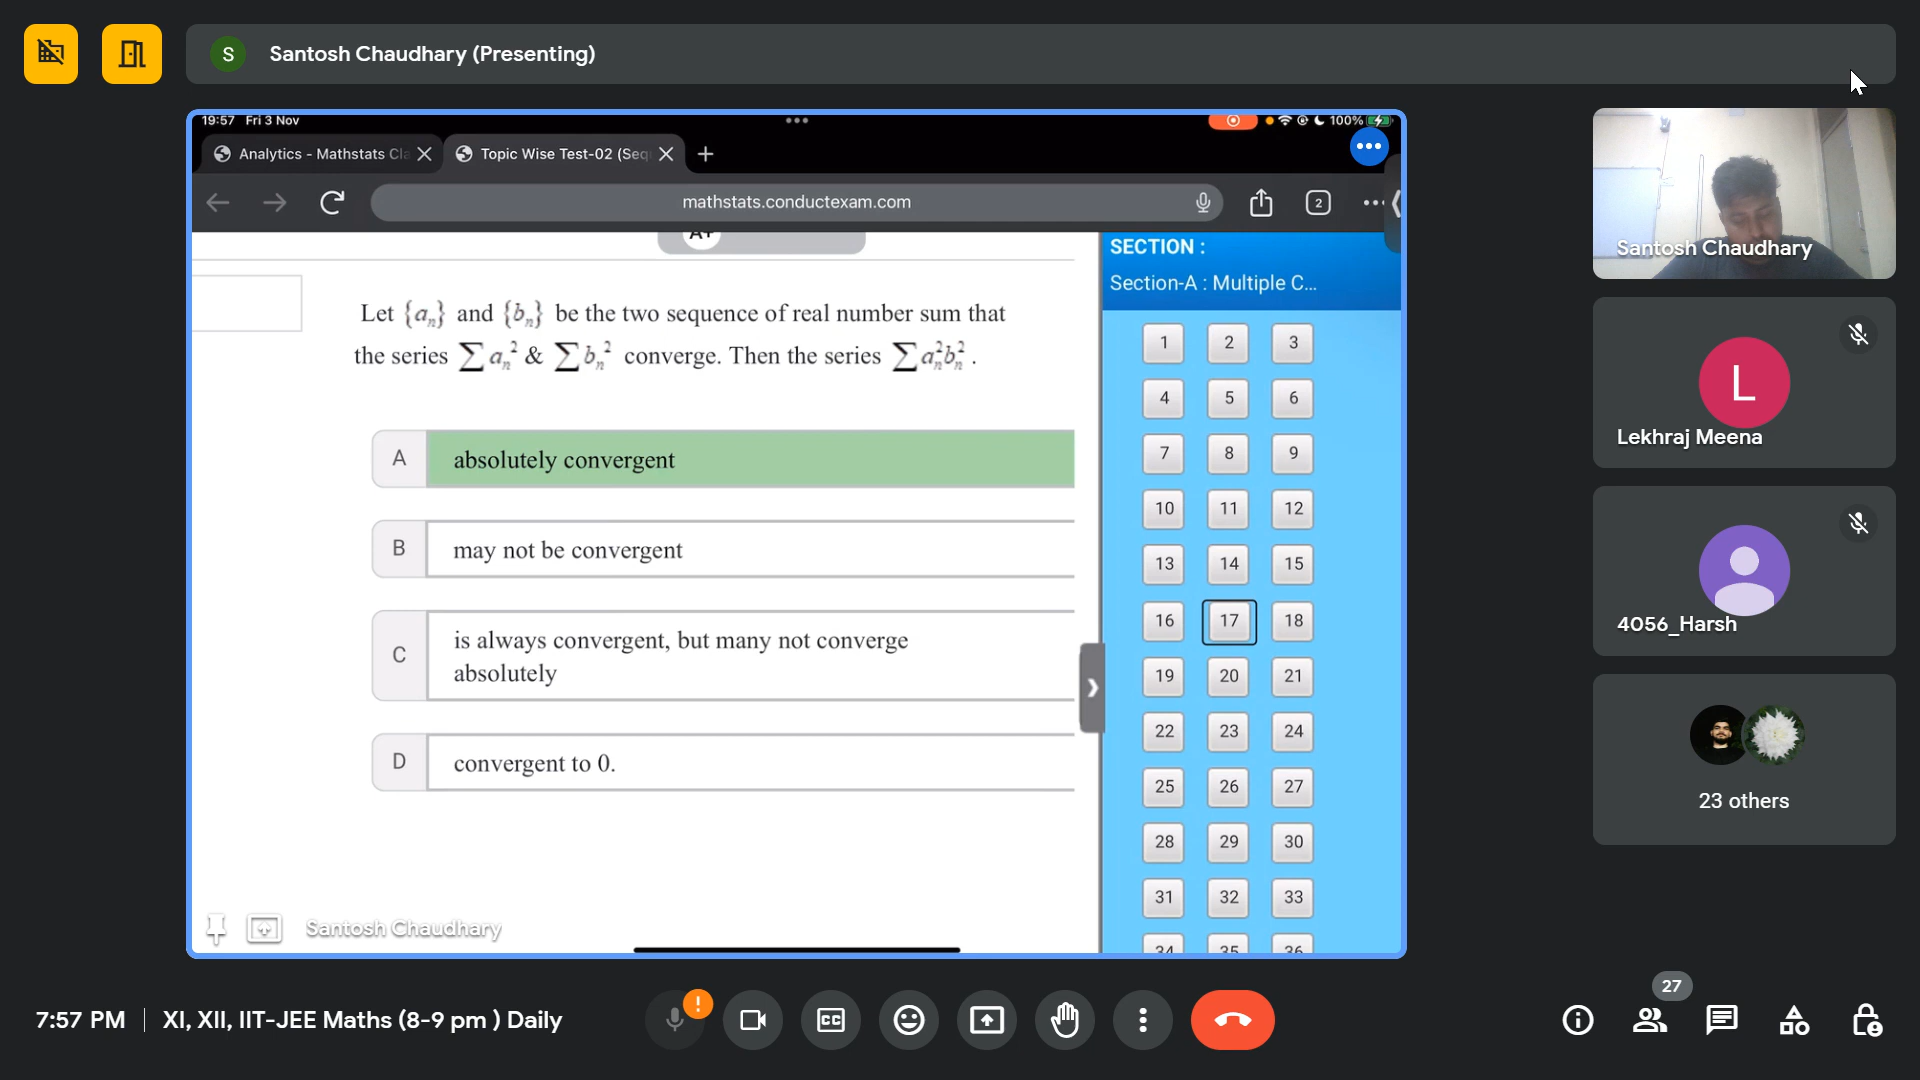 S Santosh Chaudhary (Presenting)
19:57 Fri 3 Nov
100%
Analytics - Mathstats Cla
Topic Wise Test-02 (Seq
mathstats.conductexam.com
2
A+
SECTION :
Section-A : Multiple C...
Let {aₙ} and {bₙ} be the two sequence of real number sum that
the series ∑aₙ² & ∑bₙ² converge. Then the series ∑aₙ²bₙ² .
A absolutely convergent
B may not be convergent
C is always convergent, but many not converge
absolutely
D convergent to 0.
1 2 3
4 5 6
7 8 9
10 11 12
13 14 15
16 17 18
19 20 21
22 23 24
25 26 27
28 29 30
31 32 33
34 35 36
Santosh Chaudhary
Santosh Chaudhary
L
Lekhraj Meena
4056_Harsh
23 others
7:57 PM | XI, XII, IIT-JEE Maths (8-9 pm ) Daily
!
CC
27